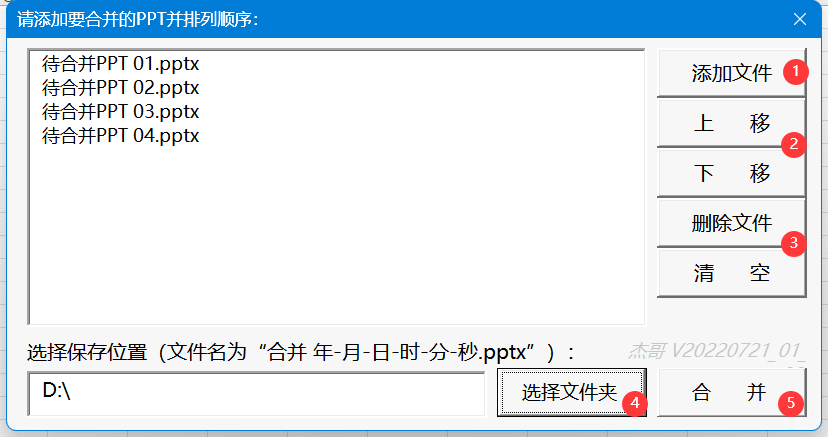 请添加要合并的PPT并排列顺序：
待合并PPT 01.pptx
待合并PPT 02.pptx
待合并PPT 03.pptx
待合并PPT 04.pptx
添加文件 1
上 移
2
下 移
删除文件
3
清 空
选择保存位置（文件名为“合并 年-月-日-时-分-秒.pptx”）：
杰哥 V20220721_01_
D:\
选择文件夹 4
合 并 5